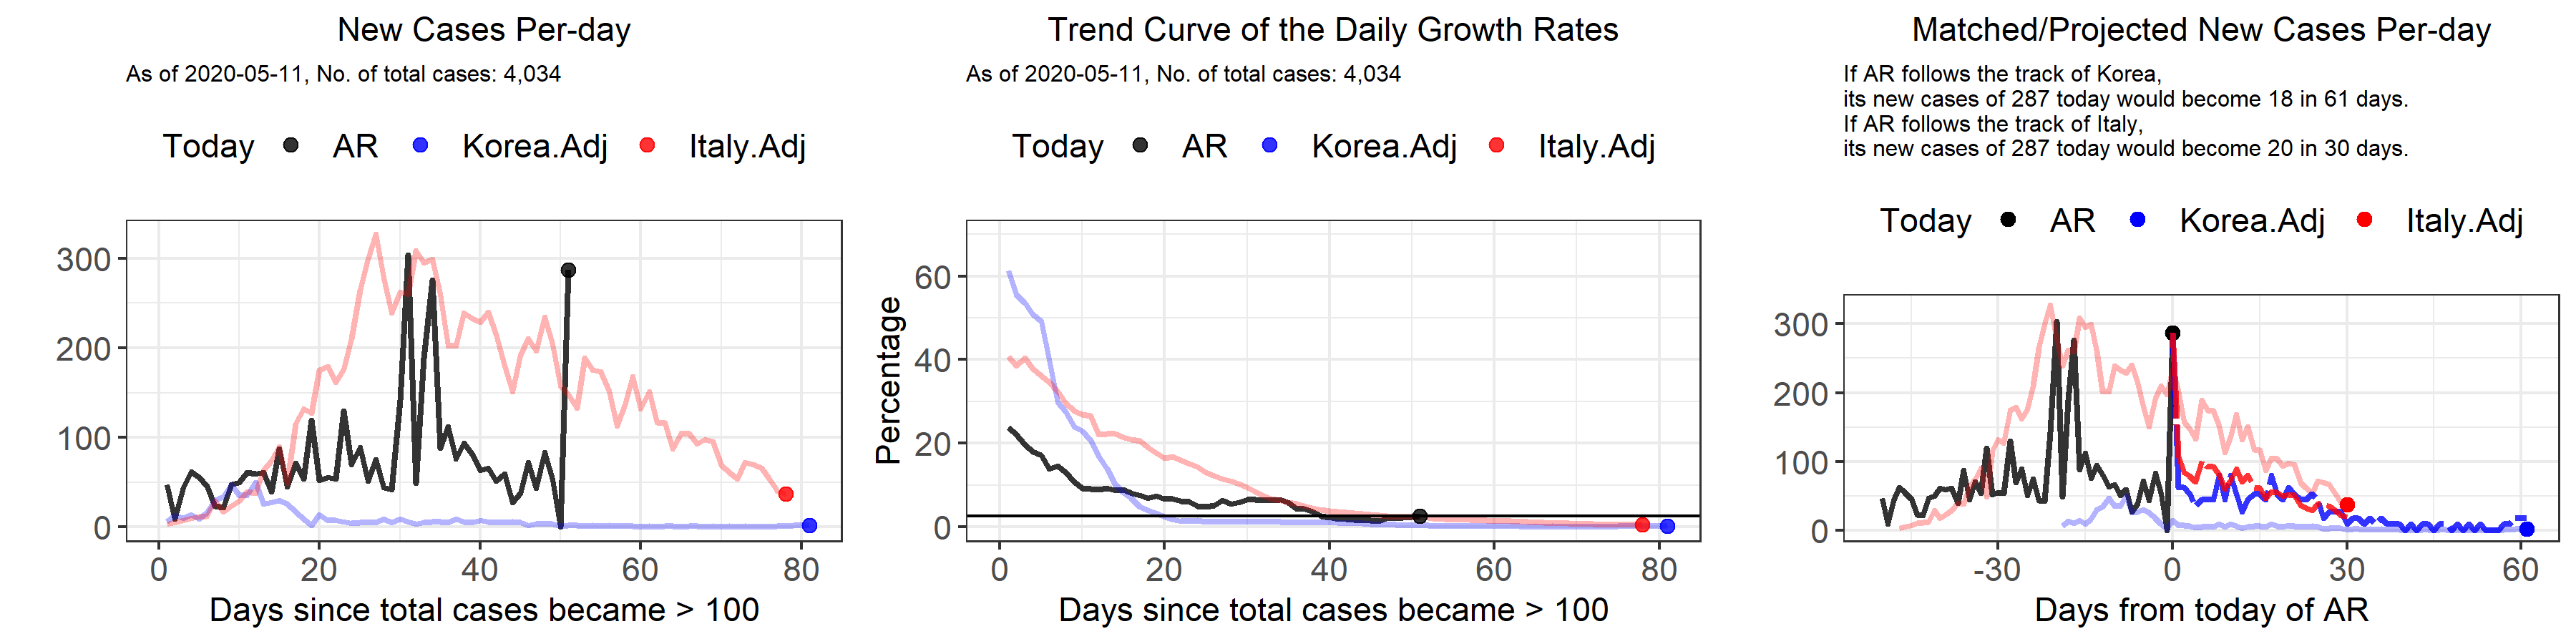 New Cases Per-day
As of 2020-05-11, No. of total cases: 4,034
Today AR Korea.Adj Italy.Adj
300
200
100
0
0 20 40 60 80
Days since total cases became > 100
Trend Curve of the Daily Growth Rates
As of 2020-05-11, No. of total cases: 4,034
Today AR Korea.Adj Italy.Adj
Percentage
60
40
20
0
0 20 40 60 80
Days since total cases became > 100
Matched/Projected New Cases Per-day
If AR follows the track of Korea,
its new cases of 287 today would become 18 in 61 days.
If AR follows the track of Italy,
its new cases of 287 today would become 20 in 30 days.
Today AR Korea.Adj Italy.Adj
300
200
100
0
-30 0 30 60
Days from today of AR